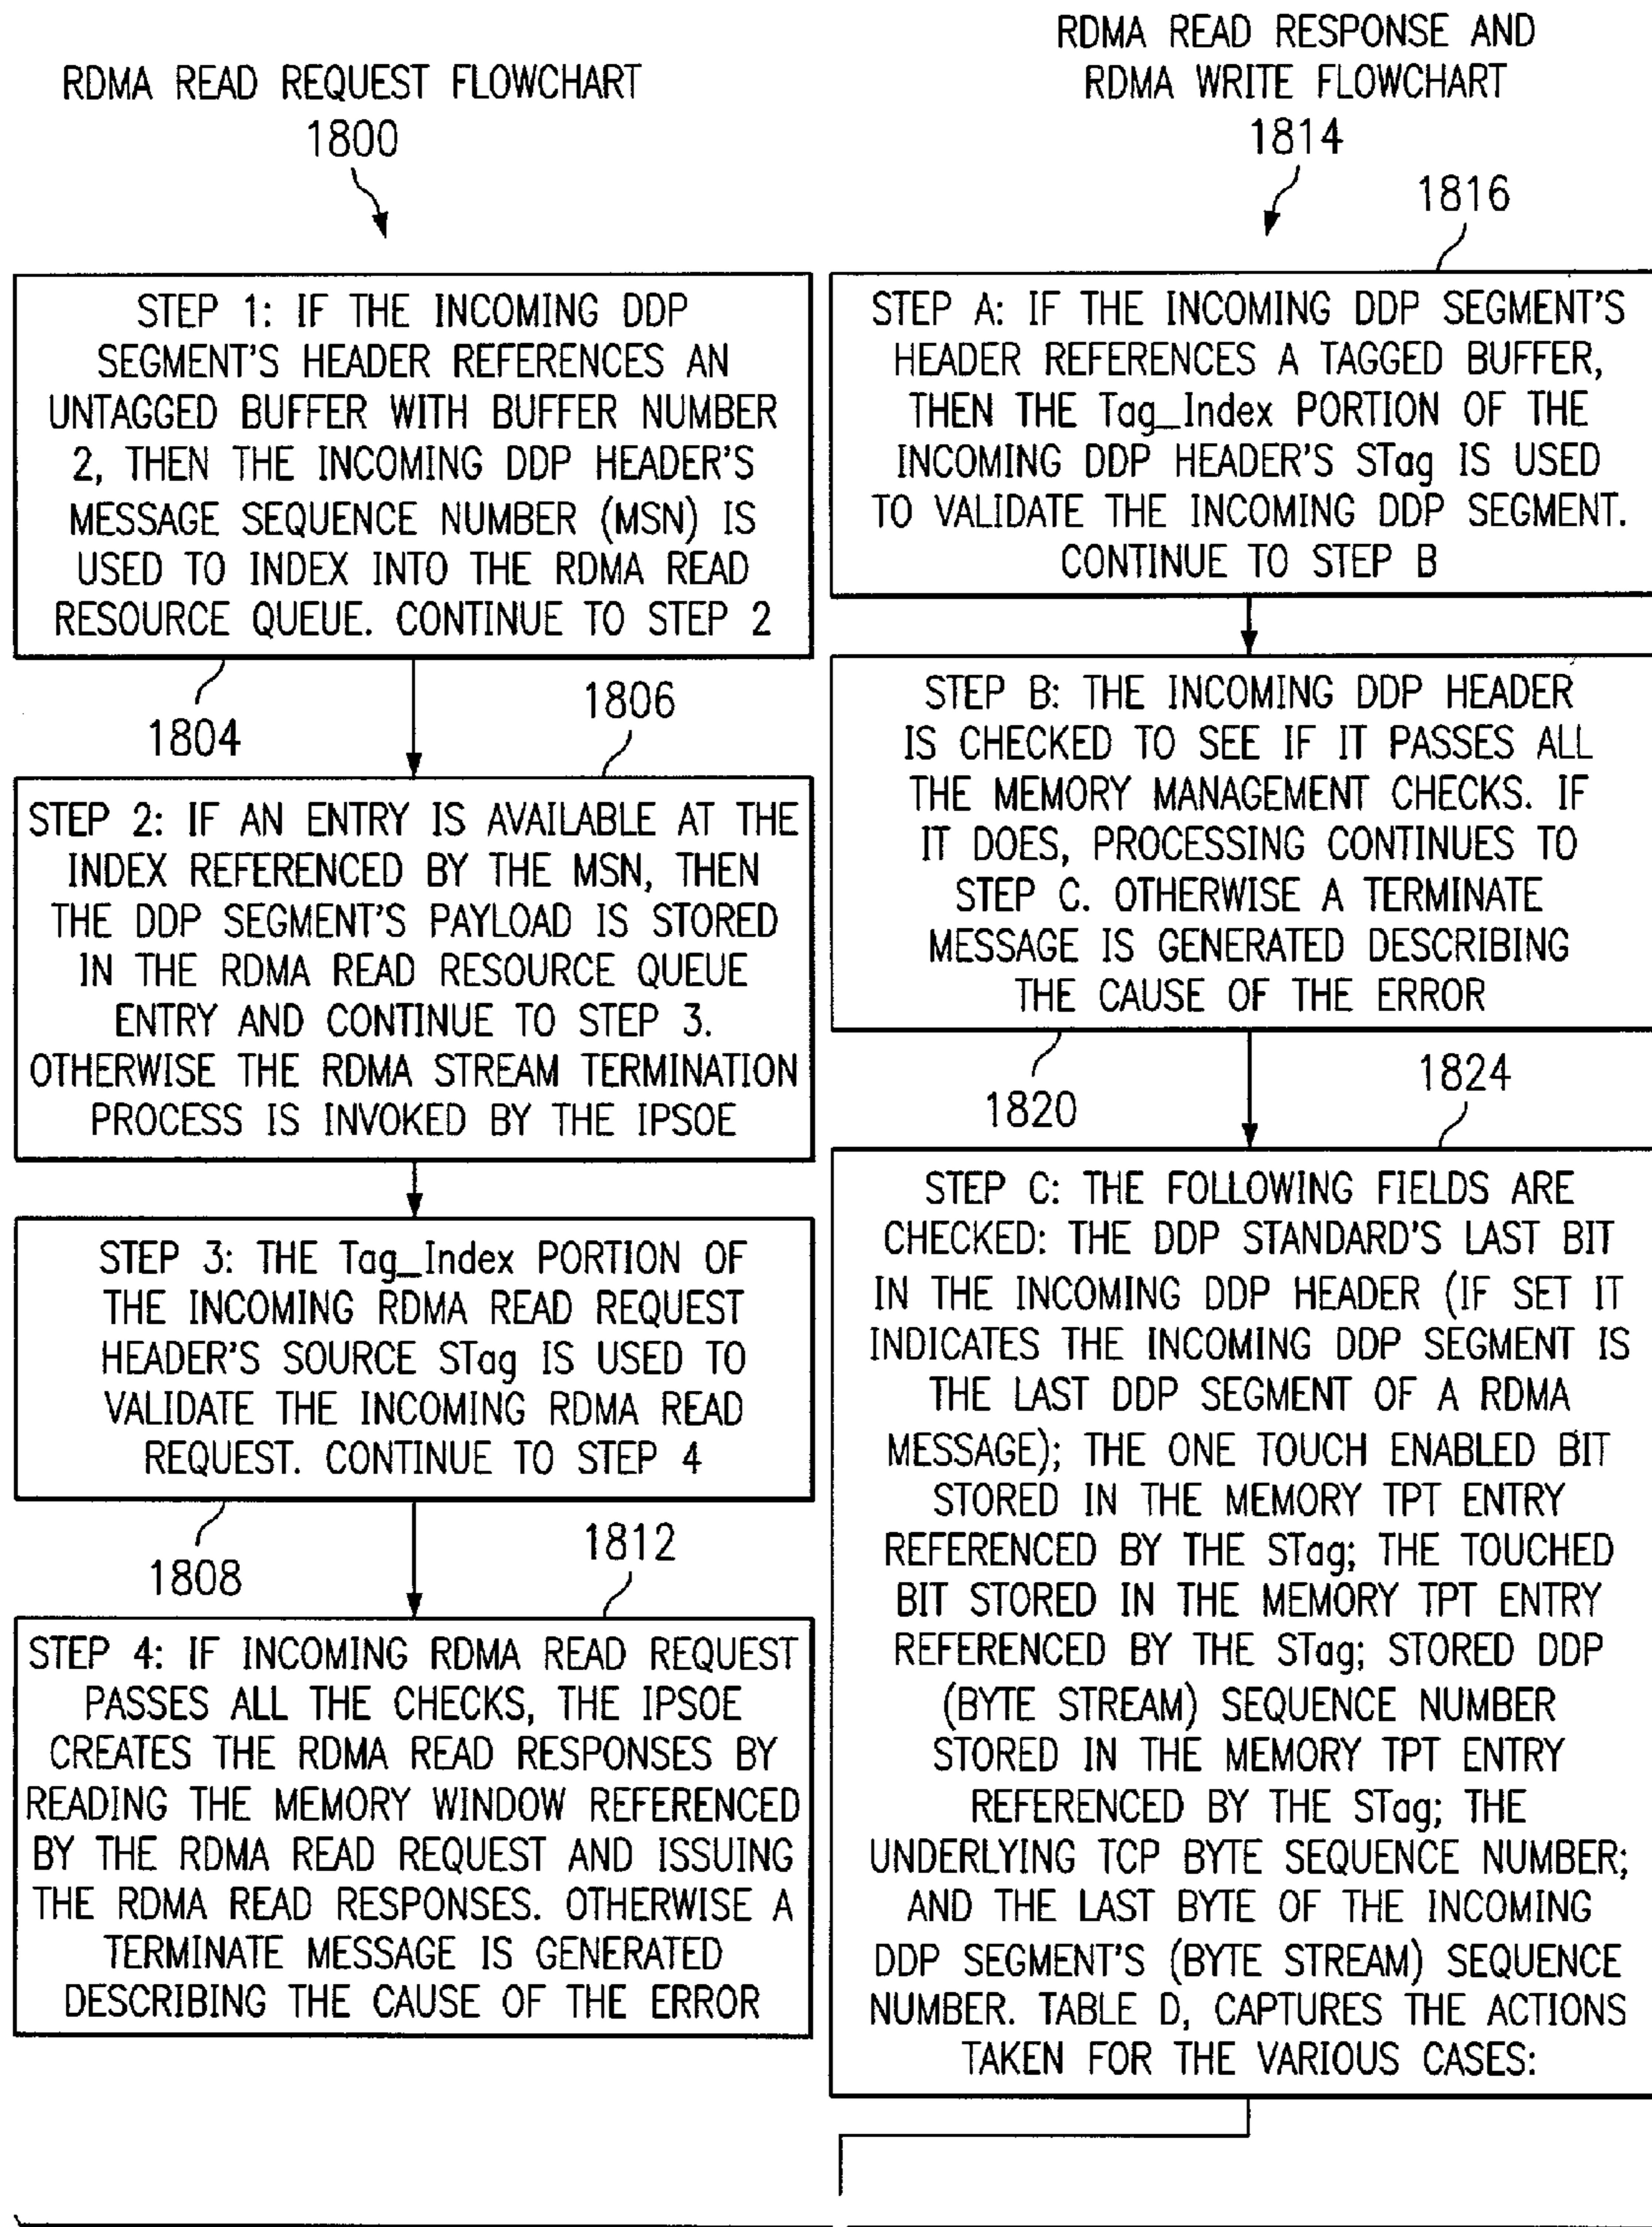 RDMA READ REQUEST FLOWCHART
1800
STEP 1: IF THE INCOMING DDP
SEGMENT'S HEADER REFERENCES AN
UNTAGGED BUFFER WITH BUFFER NUMBER
2, THEN THE INCOMING DDP HEADER'S
MESSAGE SEQUENCE NUMBER (MSN) IS
USED TO INDEX INTO THE RDMA READ
RESOURCE QUEUE. CONTINUE TO STEP 2
1804
1806
STEP 2: IF AN ENTRY IS AVAILABLE AT THE
INDEX REFERENCED BY THE MSN, THEN
THE DDP SEGMENT'S PAYLOAD IS STORED
IN THE RDMA READ RESOURCE QUEUE
ENTRY AND CONTINUE TO STEP 3.
OTHERWISE THE RDMA STREAM TERMINATION
PROCESS IS INVOKED BY THE IPSOE
STEP 3: THE Tag_Index PORTION OF
THE INCOMING RDMA READ REQUEST
HEADER'S SOURCE STag IS USED TO
VALIDATE THE INCOMING RDMA READ
REQUEST. CONTINUE TO STEP 4
1808
1812
STEP 4: IF INCOMING RDMA READ REQUEST
PASSES ALL THE CHECKS, THE IPSOE
CREATES THE RDMA READ RESPONSES BY
READING THE MEMORY WINDOW REFERENCED
BY THE RDMA READ REQUEST AND ISSUING
THE RDMA READ RESPONSES. OTHERWISE A
TERMINATE MESSAGE IS GENERATED
DESCRIBING THE CAUSE OF THE ERROR
RDMA READ RESPONSE AND
RDMA WRITE FLOWCHART
1814
1816
STEP A: IF THE INCOMING DDP SEGMENT'S
HEADER REFERENCES A TAGGED BUFFER,
THEN THE Tag_Index PORTION OF THE
INCOMING DDP HEADER'S STag IS USED
TO VALIDATE THE INCOMING DDP SEGMENT.
CONTINUE TO STEP B
STEP B: THE INCOMING DDP HEADER
IS CHECKED TO SEE IF IT PASSES ALL
THE MEMORY MANAGEMENT CHECKS. IF
IT DOES, PROCESSING CONTINUES TO
STEP C. OTHERWISE A TERMINATE
MESSAGE IS GENERATED DESCRIBING
THE CAUSE OF THE ERROR
1820
1824
STEP C: THE FOLLOWING FIELDS ARE
CHECKED: THE DDP STANDARD'S LAST BIT
IN THE INCOMING DDP HEADER (IF SET IT
INDICATES THE INCOMING DDP SEGMENT IS
THE LAST DDP SEGMENT OF A RDMA
MESSAGE); THE ONE TOUCH ENABLED BIT
STORED IN THE MEMORY TPT ENTRY
REFERENCED BY THE STag; THE TOUCHED
BIT STORED IN THE MEMORY TPT ENTRY
REFERENCED BY THE STag; STORED DDP
(BYTE STREAM) SEQUENCE NUMBER
STORED IN THE MEMORY TPT ENTRY
REFERENCED BY THE STag; THE
UNDERLYING TCP BYTE SEQUENCE NUMBER;
AND THE LAST BYTE OF THE INCOMING
DDP SEGMENT'S (BYTE STREAM) SEQUENCE
NUMBER. TABLE D, CAPTURES THE ACTIONS
TAKEN FOR THE VARIOUS CASES: